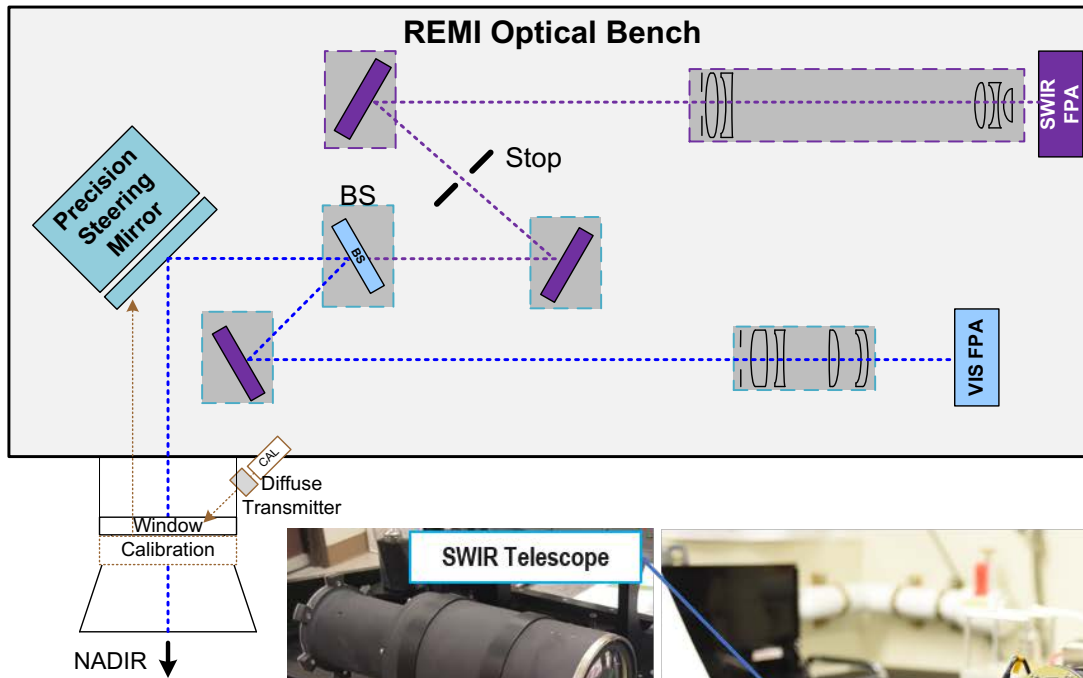 REMI Optical Bench
SWIR
FPA
Stop
Precision
Steering
Mirror
BS
BS
VIS FPA
CAL
Diffuse
Transmitter
Window
Calibration
SWIR Telescope
NADIR